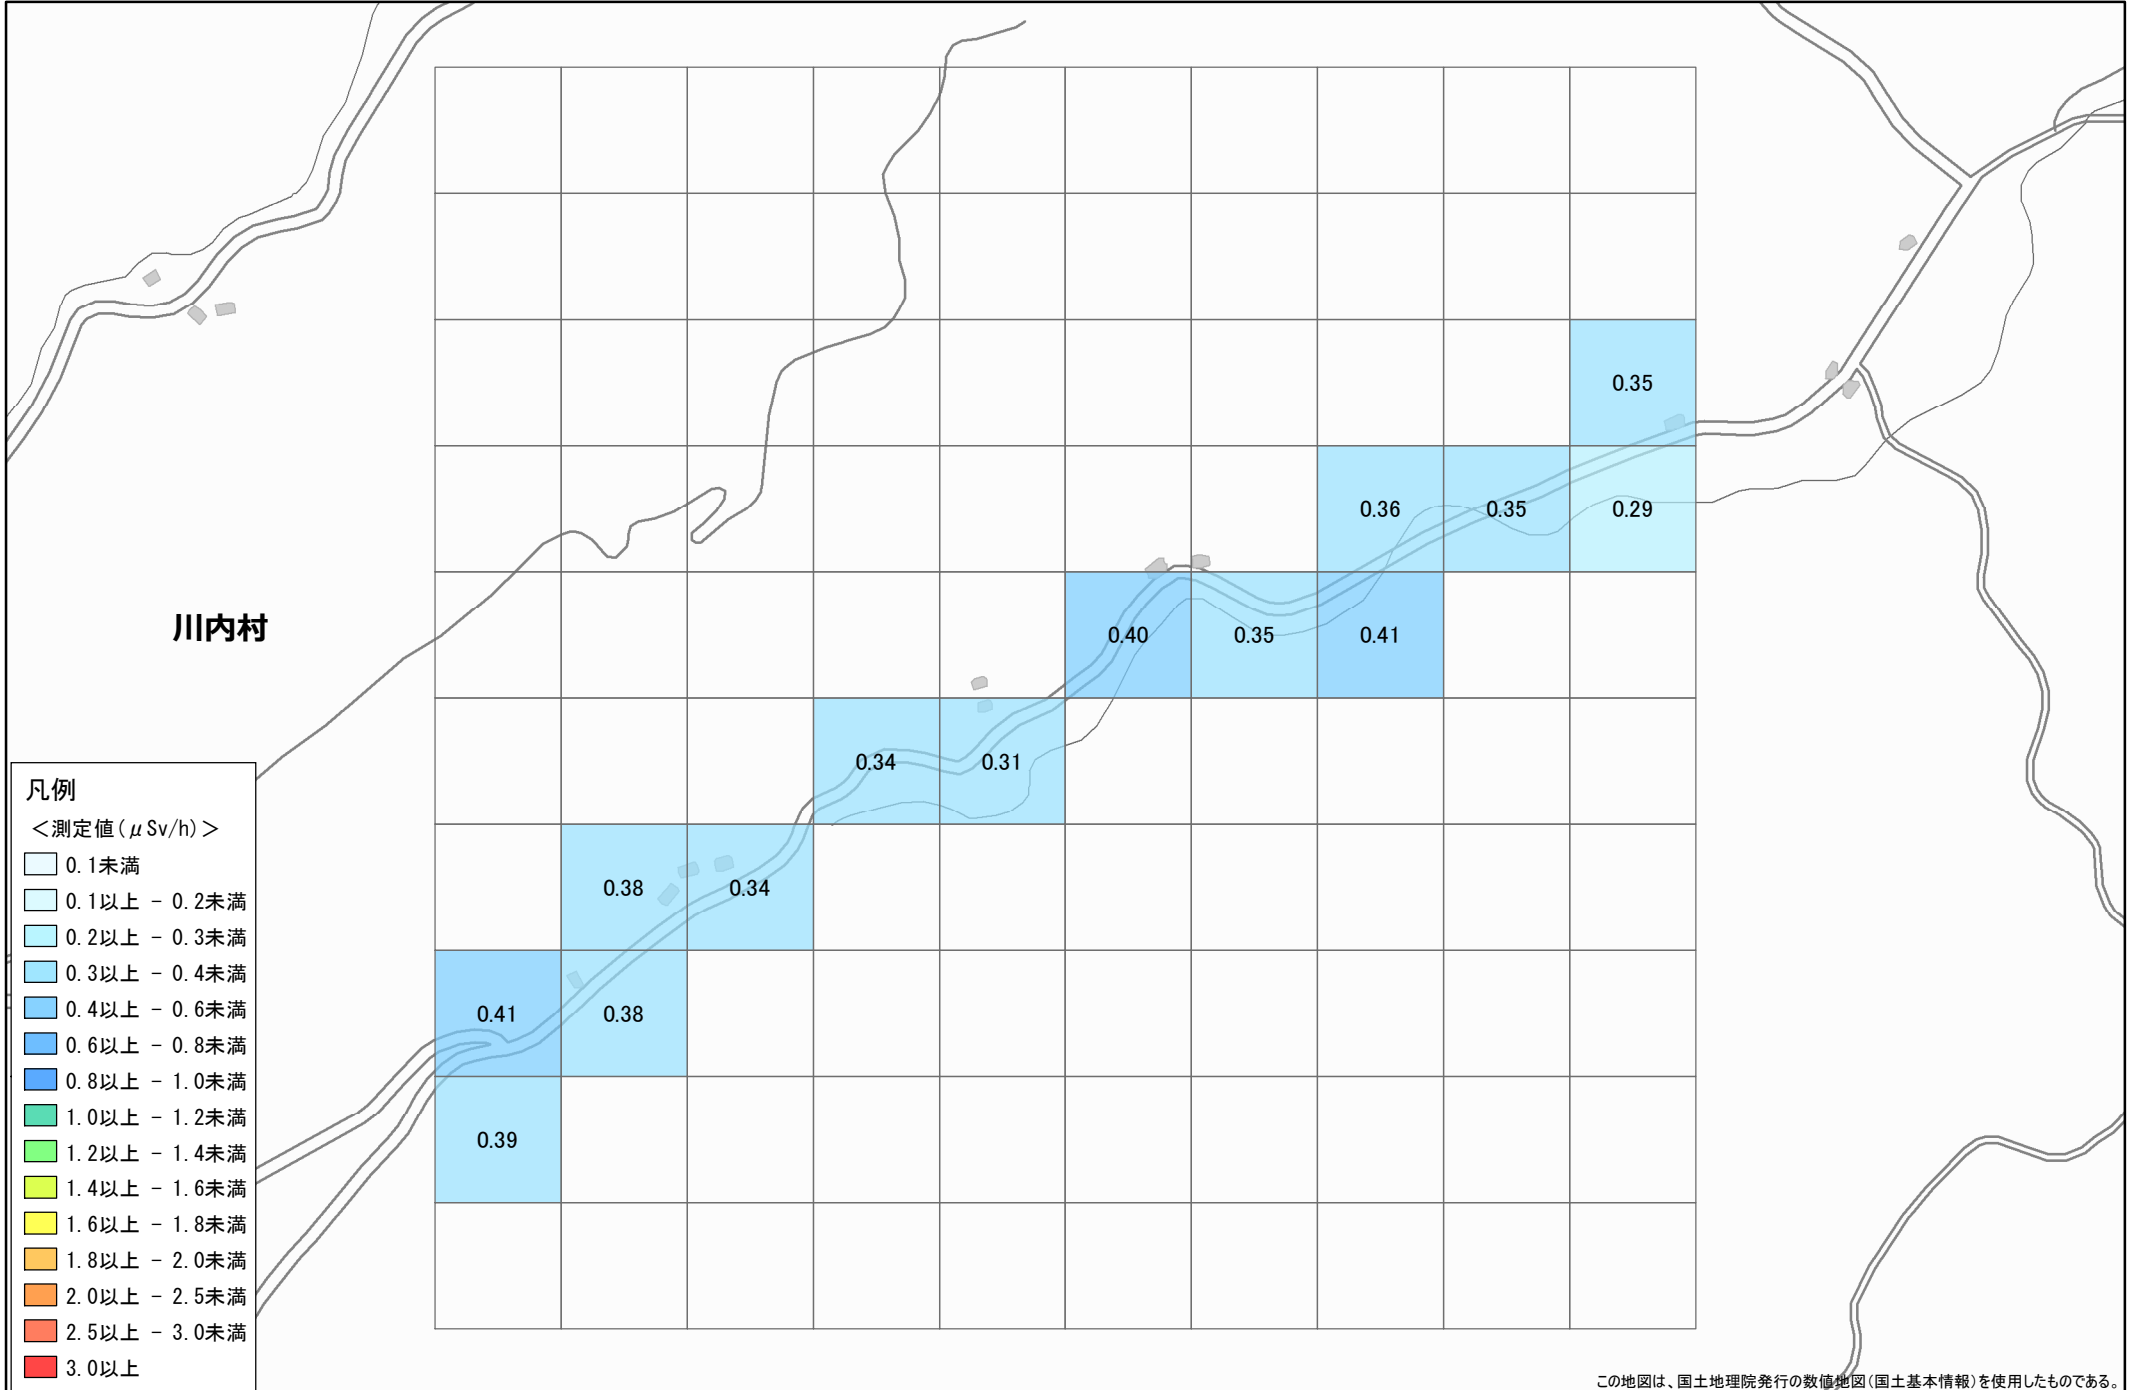 0.35
0.36
0.35
0.29
川内村
0.40
0.35
0.41
0.34
0.31
0.38
0.34
0.41
0.38
0.39
凡例
＜測定値(μSv/h)＞
0.1未満
0.1以上 - 0.2未満
0.2以上 - 0.3未満
0.3以上 - 0.4未満
0.4以上 - 0.6未満
0.6以上 - 0.8未満
0.8以上 - 1.0未満
1.0以上 - 1.2未満
1.2以上 - 1.4未満
1.4以上 - 1.6未満
1.6以上 - 1.8未満
1.8以上 - 2.0未満
2.0以上 - 2.5未満
2.5以上 - 3.0未満
3.0以上
この地図は、国土地理院発行の数値地図(国土基本情報)を使用したものである。